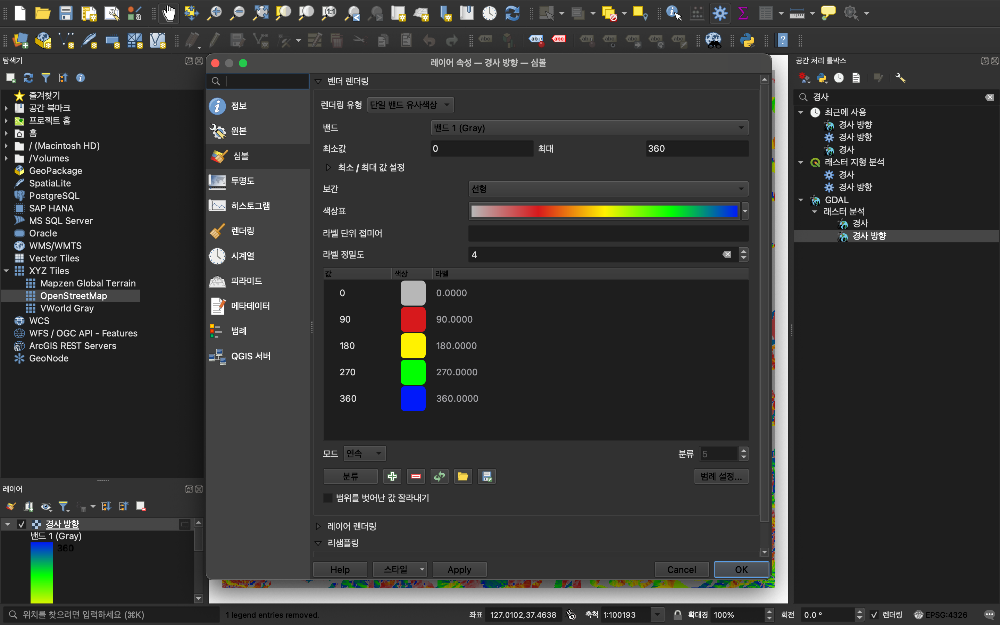 탐색기
즐겨찾기
공간 북마크
프로젝트 홈
홈
/ (Macintosh HD)
/Volumes
GeoPackage
SpatiaLite
PostgreSQL
SAP HANA
MS SQL Server
Oracle
WMS/WMTS
Vector Tiles
XYZ Tiles
Mapzen Global Terrain
OpenStreetMap
VWorld Gray
WCS
WFS / OGC API - Features
ArcGIS REST Servers
GeoNode
레이어
경사 방향
밴드 1 (Gray)
360
레이어 속성 — 경사 방향 — 심볼
정보
원본
심볼
투명도
히스토그램
렌더링
시계열
피라미드
메타데이터
범례
QGIS 서버
밴더 렌더링
렌더링 유형 단일 밴드 유사색상
밴드 밴드 1 (Gray)
최소값 0 최대 360
최소 / 최대 값 설정
보간 선형
색상표
라벨 단위 접미어
라벨 정밀도 4
값 색상 라벨
0 0.0000
90 90.0000
180 180.0000
270 270.0000
360 360.0000
모드 연속 분류 5
분류 범례 설정...
범위를 벗어난 값 잘라내기
레이어 렌더링
리샘플링
Help 스타일 Apply Cancel OK
공간 처리 툴박스
경사
최근에 사용
경사 방향
경사 방향
경사
래스터 지형 분석
경사
경사 방향
GDAL
래스터 분석
경사
경사 방향
위치를 찾으려면 입력하세요 (⌘K) 1 legend entries removed. 좌표 127.0102,37.4638 축척 1:100193 확대경 100% 회전 0.0 ° 렌더링 EPSG:4326